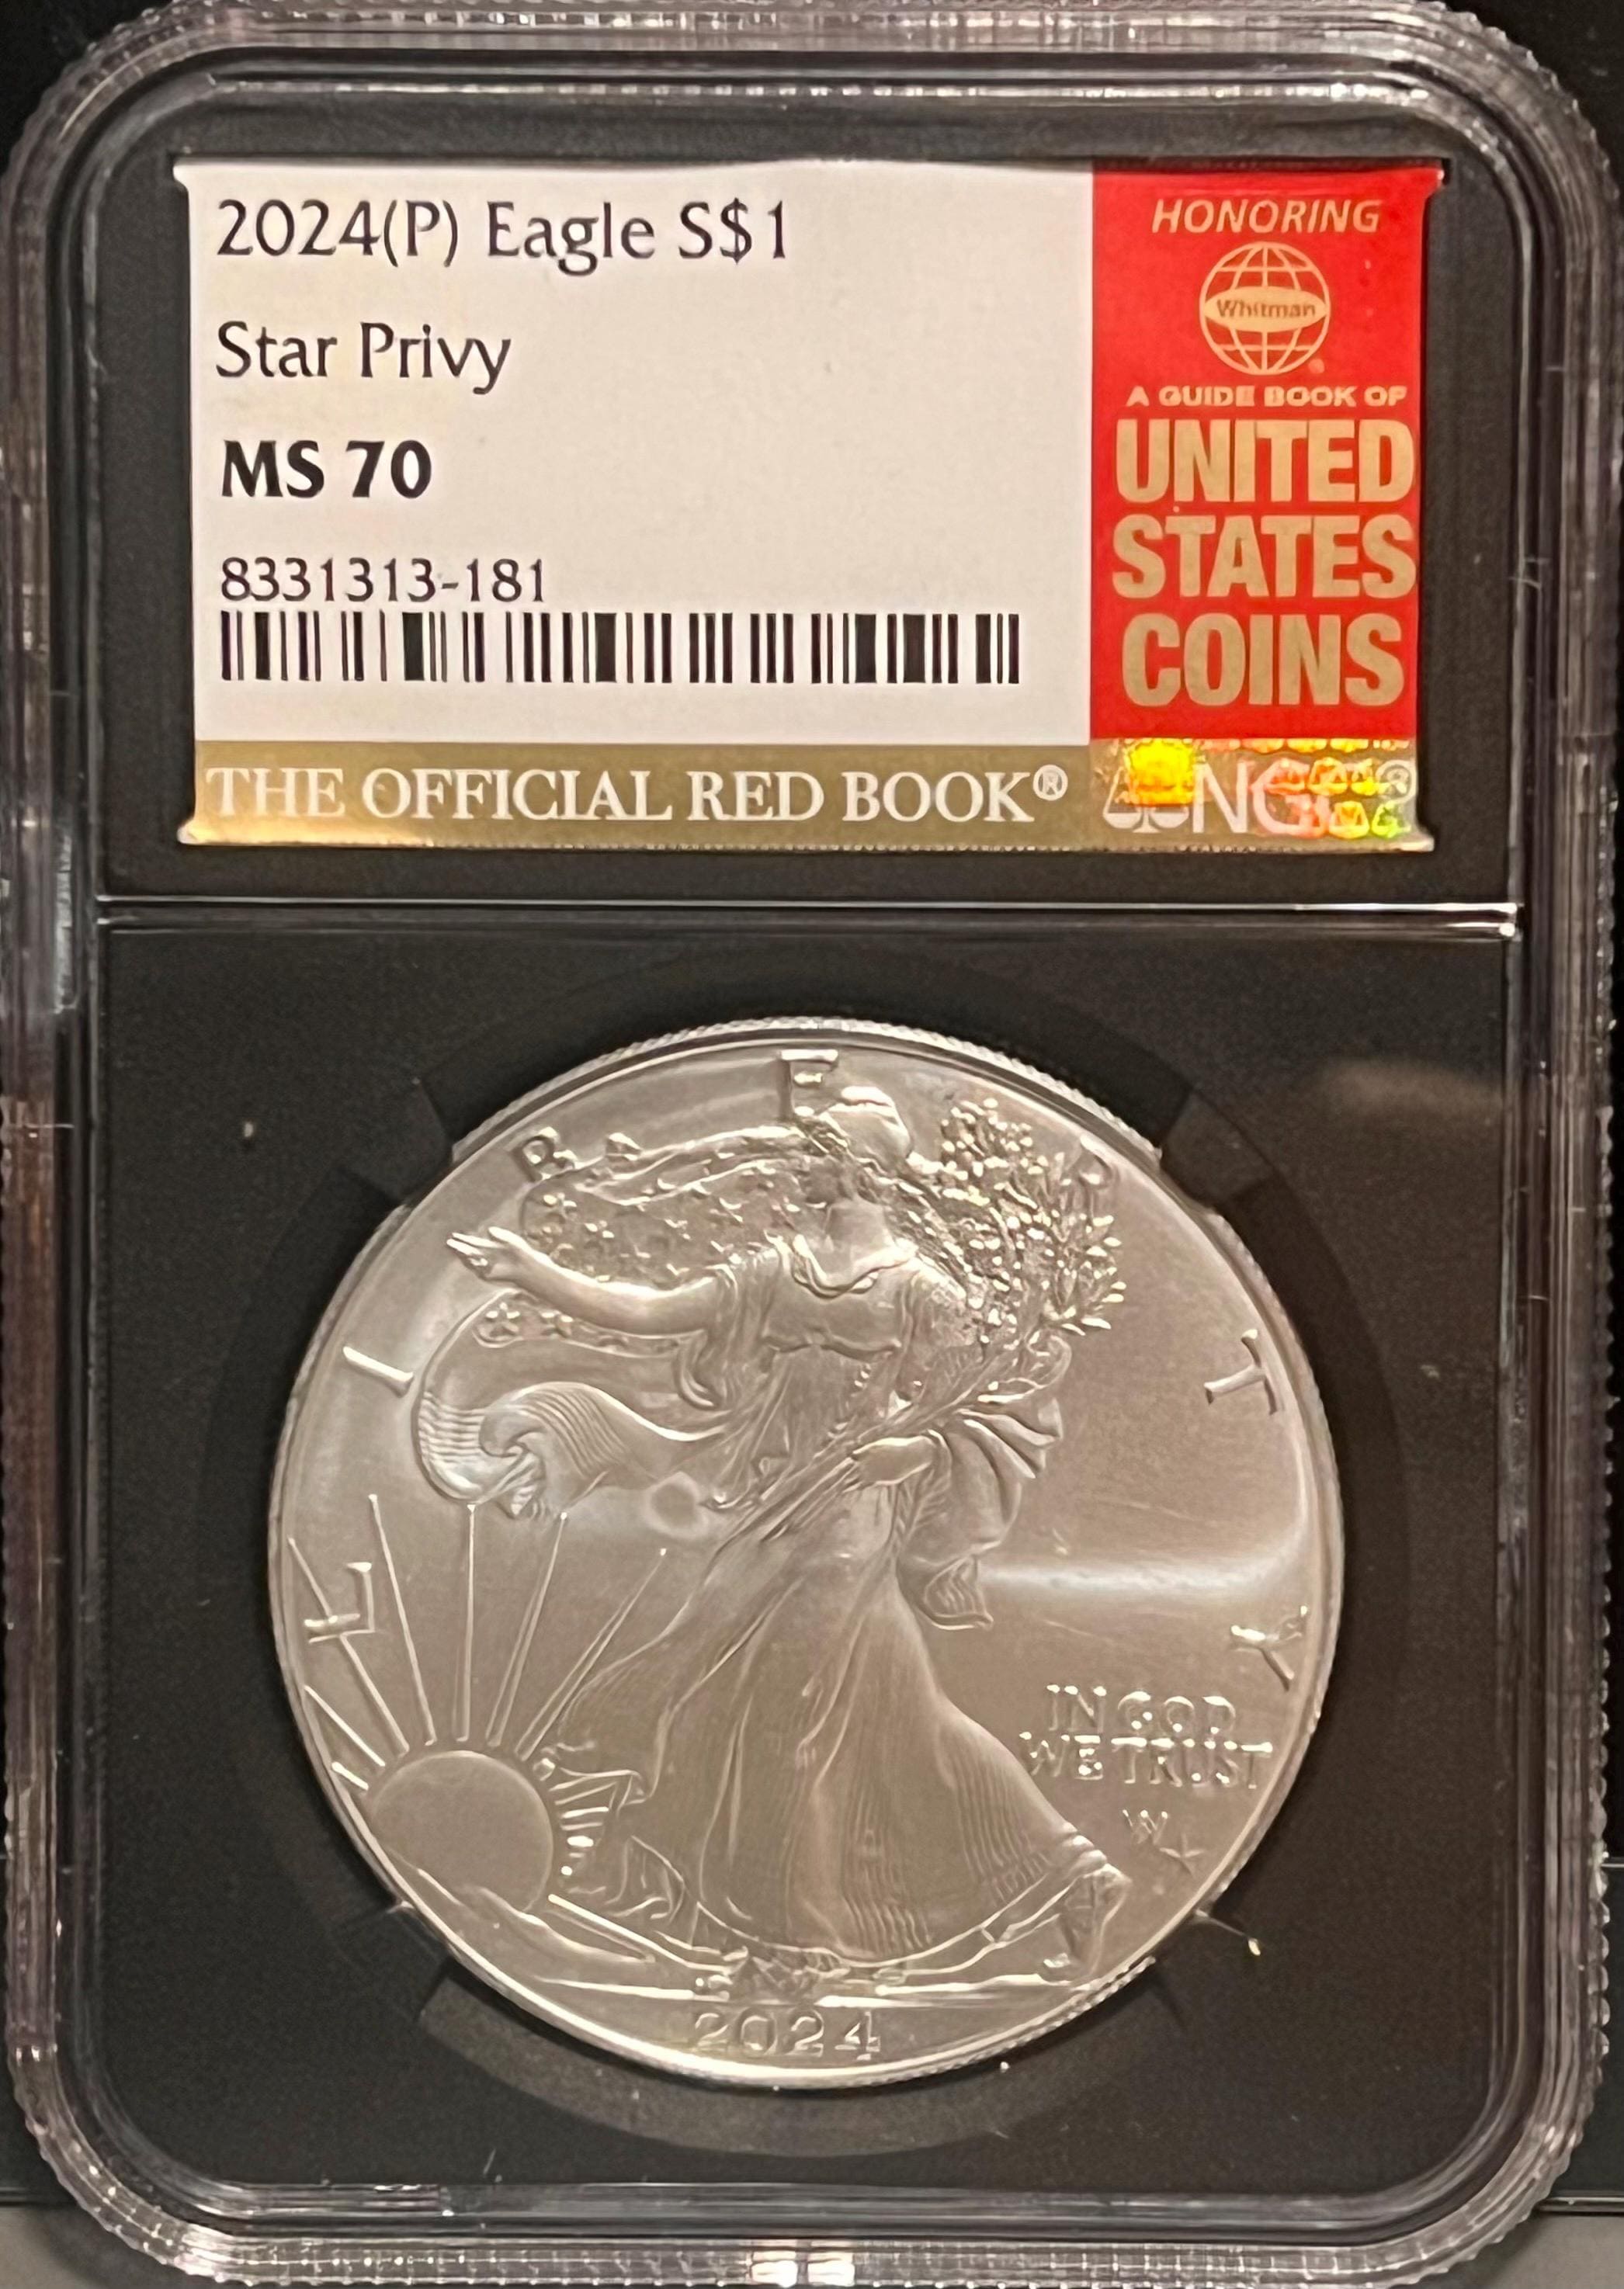 2024(P) Eagle S$1
Star Privy
MS 70
8331313-181
THE OFFICIAL RED BOOK®
HONORING
Whitman®
A GUIDE BOOK OF
UNITED
STATES
COINS
NGC
LIBERTY
IN GOD
WE TRUST
W
2024